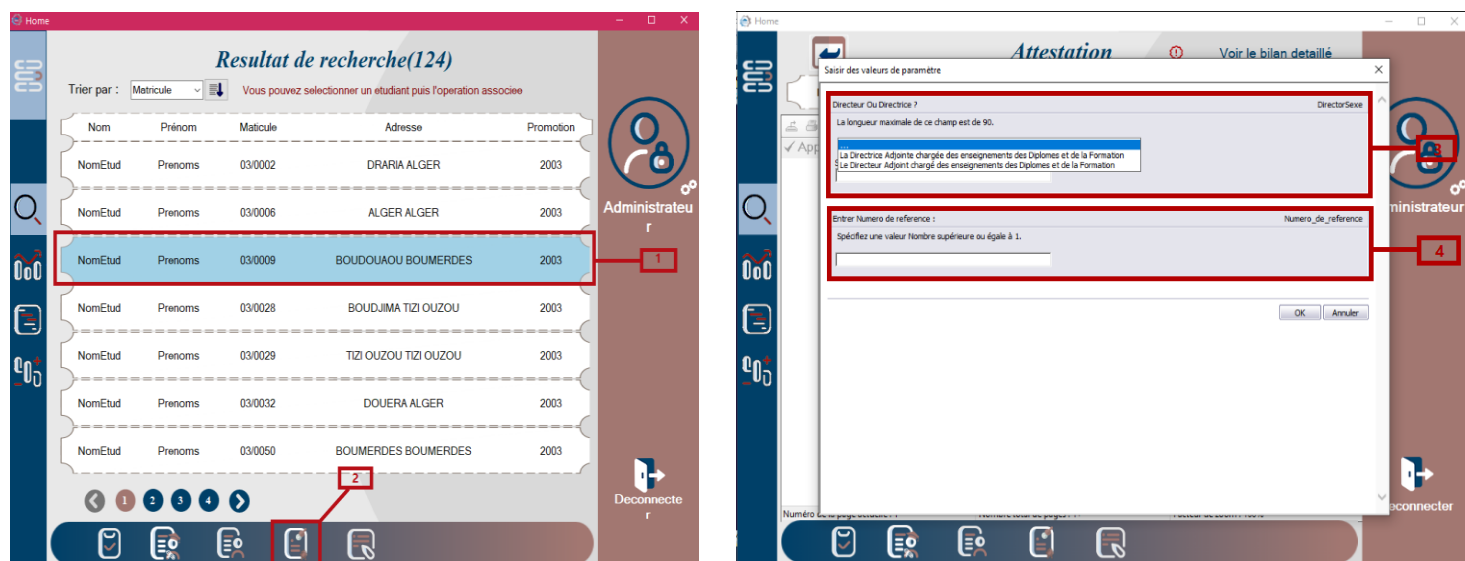 Home
Resultat de recherche(124)
Trier par : Matricule Vous pouvez selectionner un etudiant puis l'operation associee
Nom Prénom Maticule Adresse Promotion
NomEtud Prenoms 03/0002 DRARIA ALGER 2003
NomEtud Prenoms 03/0006 ALGER ALGER 2003
NomEtud Prenoms 03/0009 BOUDOUAOU BOUMERDES 2003
1
NomEtud Prenoms 03/0028 BOUDJIMA TIZI OUZOU 2003
NomEtud Prenoms 03/0029 TIZI OUZOU TIZI OUZOU 2003
NomEtud Prenoms 03/0032 DOUERA ALGER 2003
NomEtud Prenoms 03/0050 BOUMERDES BOUMERDES 2003
2
1 2 3 4
Administrateu
r
Deconnecte
r
Home
Attestation Voir le bilan detaillé
Saisir des valeurs de paramètre
Directeur Ou Directrice ? DirectorSexe
La longueur maximale de ce champ est de 90.
...
La Directrice Adjonte chargée des enseignements des Diplomes et de la Formation
Le Directeur Adjoint chargé des enseignements des Diplomes et de la Formation
3
Entrer Numero de reference : Numero_de_reference
Spécifiez une valeur Nombre supérieure ou égale à 1.
4
OK Annuler
App
ministrateur
econnecter